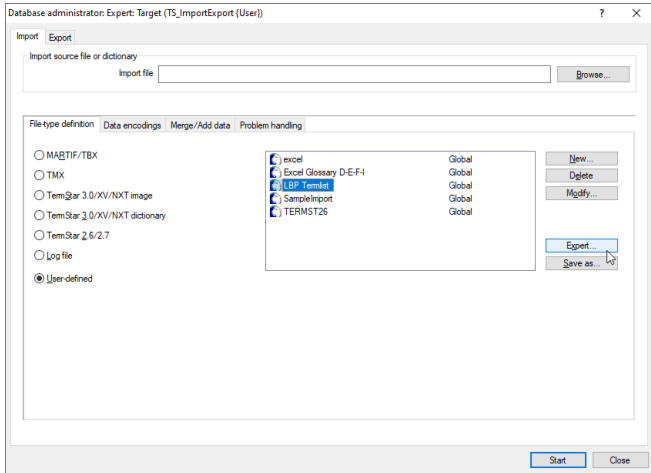 Database administrator: Expert: Target (TS_ImportExport (User))
Import Export
Import source file or dictionary
Import file Browse...
File-type definition Data encodings Merge/Add data Problem handling
MARTIF/TBX
TMX
TermStar 3.0/XV/NXT image
TermStar 3.0/XV/NXT dictionary
TermStar 2.6/2.7
Log file
User-defined
excel Global
Excel Glossary D-E-F-I Global
LBP Termlist Global
SampleImport Global
TERMST26 Global
New...
Delete
Modify...
Expert...
Save as...
Start Close